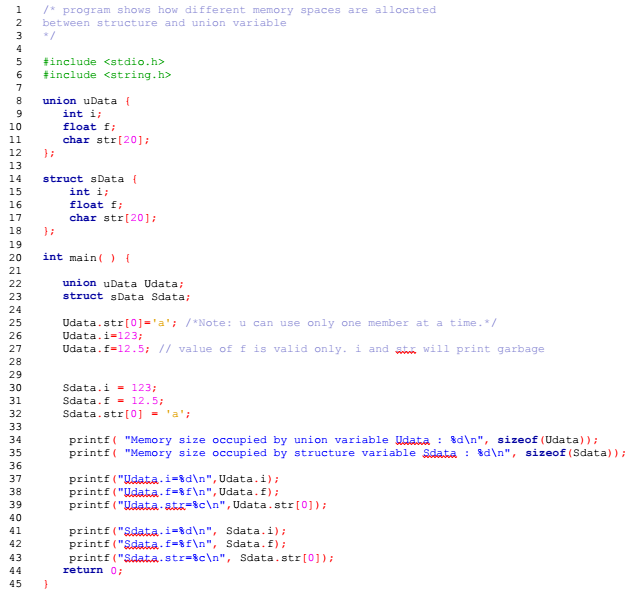 1 /* program shows how different memory spaces are allocated
2 between structure and union variable
3 */
4
5 #include <stdio.h>
6 #include <string.h>
7
8 union uData {
9 int i;
10 float f;
11 char str[20];
12 };
13
14 struct sData {
15 int i;
16 float f;
17 char str[20];
18 };
19
20 int main( ) {
21
22 union uData Udata;
23 struct sData Sdata;
24
25 Udata.str[0]='a'; /*Note: u can use only one member at a time.*/
26 Udata.i=123;
27 Udata.f=12.5; // value of f is valid only. i and str will print garbage
28
29
30 Sdata.i = 123;
31 Sdata.f = 12.5;
32 Sdata.str[0] = 'a';
33
34 printf( "Memory size occupied by union variable Udata : %d\n", sizeof(Udata));
35 printf( "Memory size occupied by structure variable Sdata : %d\n", sizeof(Sdata));
36
37 printf("Udata.i=%d\n",Udata.i);
38 printf("Udata.f=%f\n",Udata.f);
39 printf("Udata.str=%c\n",Udata.str[0]);
40
41 printf("Sdata.i=%d\n", Sdata.i);
42 printf("Sdata.f=%f\n", Sdata.f);
43 printf("Sdata.str=%c\n", Sdata.str[0]);
44 return 0;
45 }